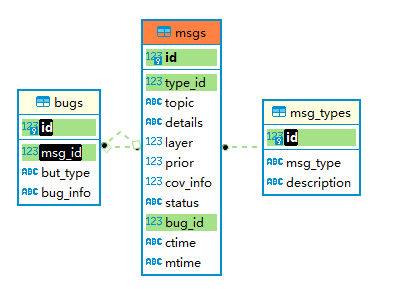 bugs
123 id
123 msg_id
ABC but_type
ABC bug_info
msgs
123 id
123 type_id
ABC topic
ABC details
123 layer
123 prior
123 cov_info
ABC status
123 bug_id
ABC ctime
ABC mtime
msg_types
123 id
ABC msg_type
ABC description